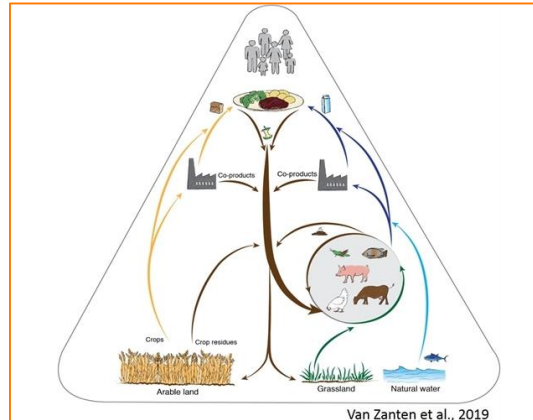 Co-products
Co-products
Crops
Crop residues
Arable land
Grassland
Natural water
Van Zanten et al., 2019